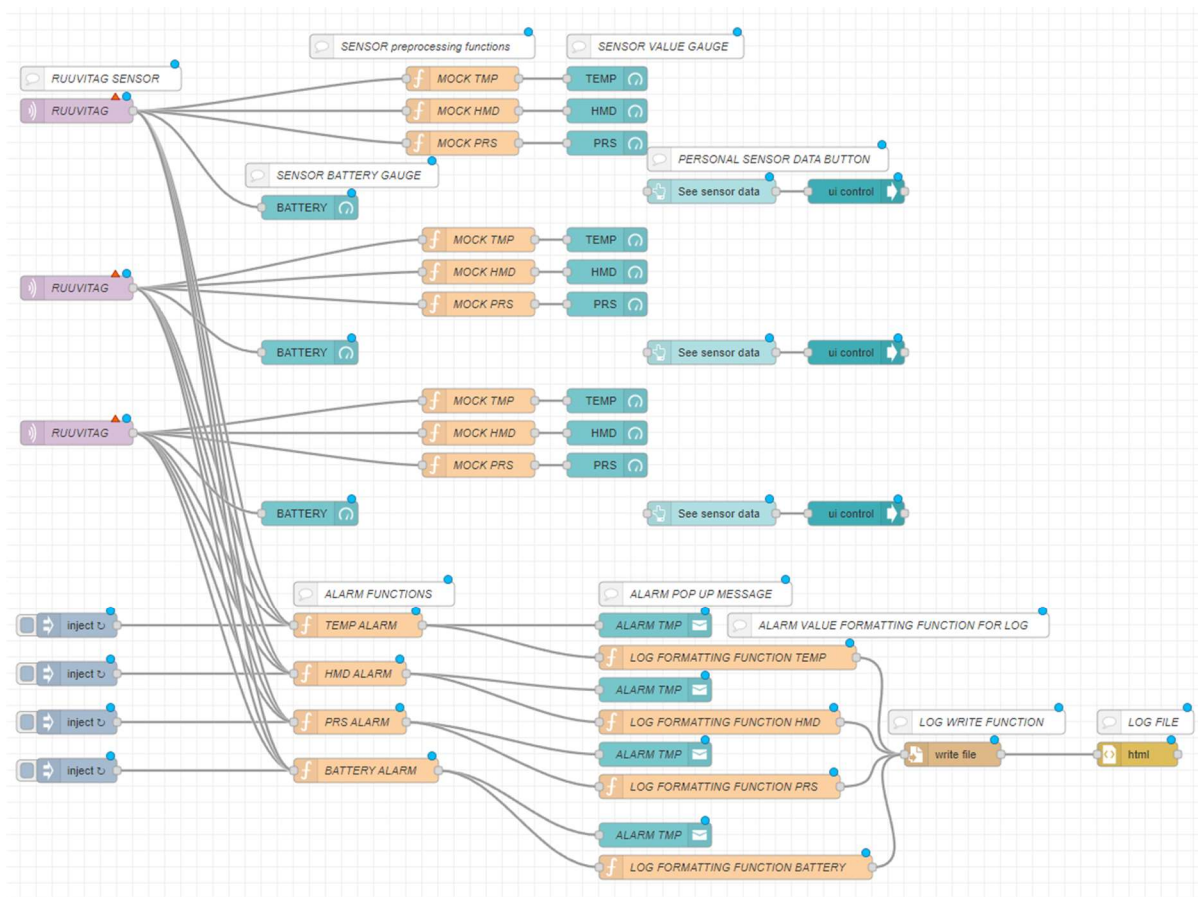 SENSOR preprocessing functions
SENSOR VALUE GAUGE
RUUVITAG SENSOR
MOCK TMP
TEMP
RUUVITAG
MOCK HMD
HMD
MOCK PRS
PRS
PERSONAL SENSOR DATA BUTTON
SENSOR BATTERY GAUGE
See sensor data
ui control
BATTERY
MOCK TMP
TEMP
MOCK HMD
HMD
RUUVITAG
MOCK PRS
PRS
BATTERY
See sensor data
ui control
MOCK TMP
TEMP
RUUVITAG
MOCK HMD
HMD
MOCK PRS
PRS
BATTERY
See sensor data
ui control
ALARM FUNCTIONS
ALARM POP UP MESSAGE
inject ↻
TEMP ALARM
ALARM TMP
ALARM VALUE FORMATTING FUNCTION FOR LOG
LOG FORMATTING FUNCTION TEMP
inject ↻
HMD ALARM
ALARM TMP
inject ↻
PRS ALARM
LOG FORMATTING FUNCTION HMD
LOG WRITE FUNCTION
LOG FILE
ALARM TMP
write file
html
inject ↻
BATTERY ALARM
LOG FORMATTING FUNCTION PRS
ALARM TMP
LOG FORMATTING FUNCTION BATTERY